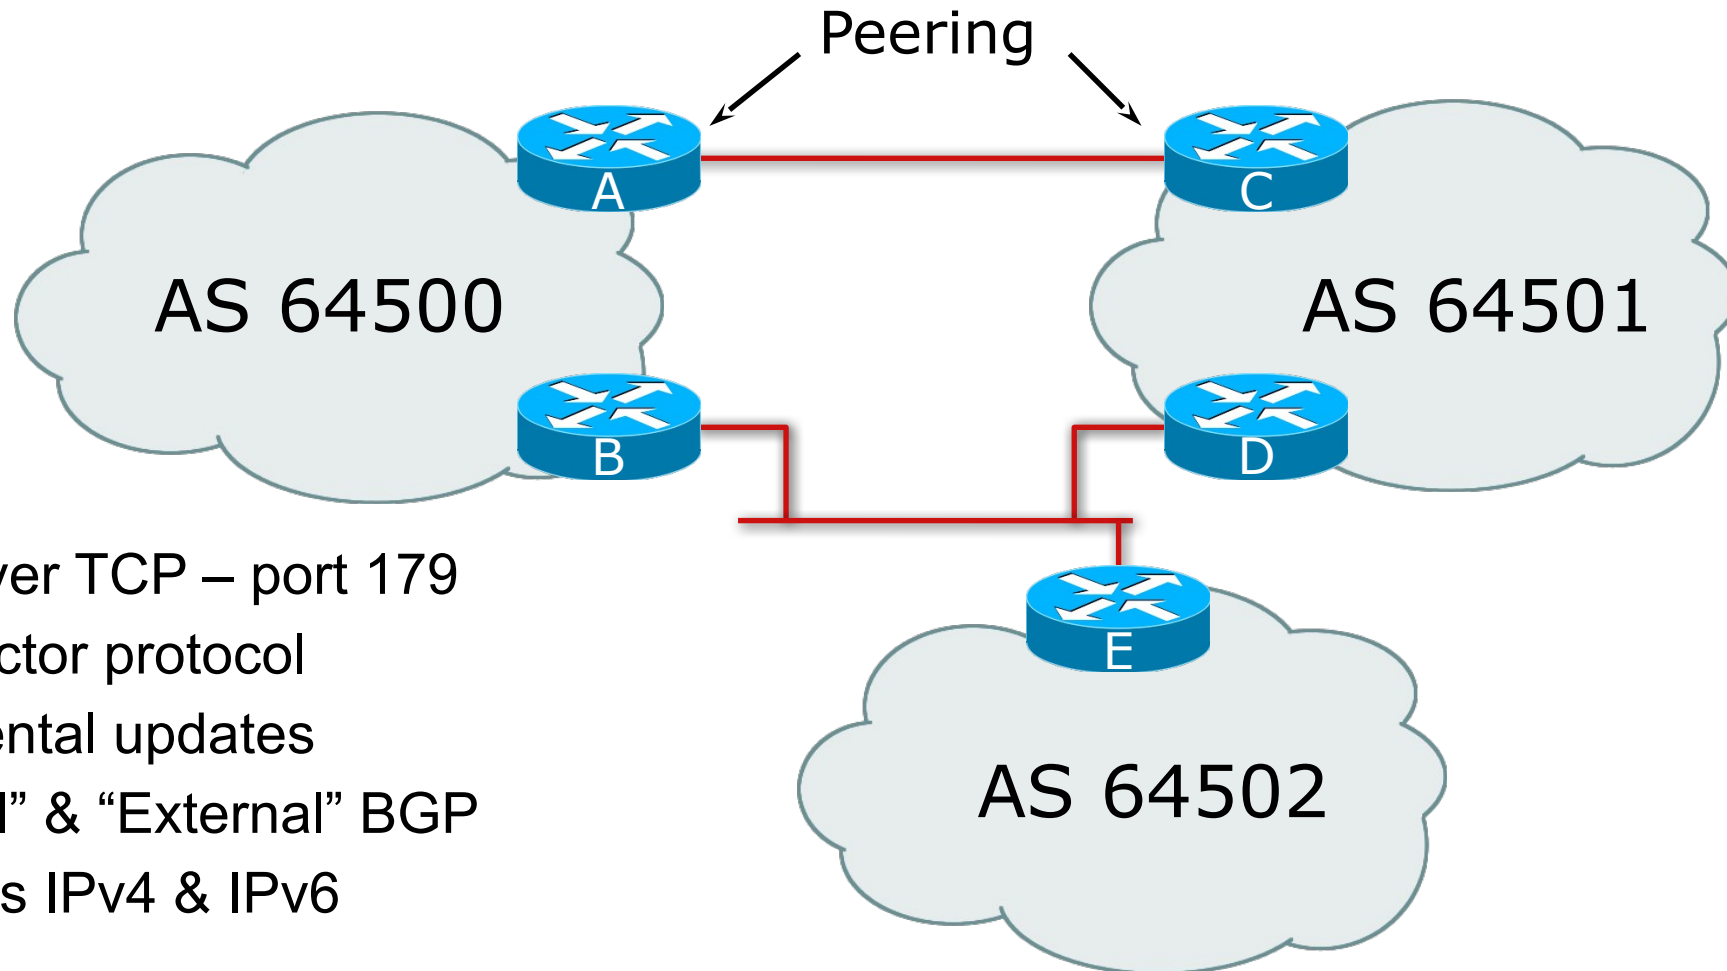 Peering
A
C
AS 64500
AS 64501
B
D
ver TCP – port 179
ctor protocol
E
ental updates
l” & “External” BGP
AS 64502
s IPv4 & IPv6